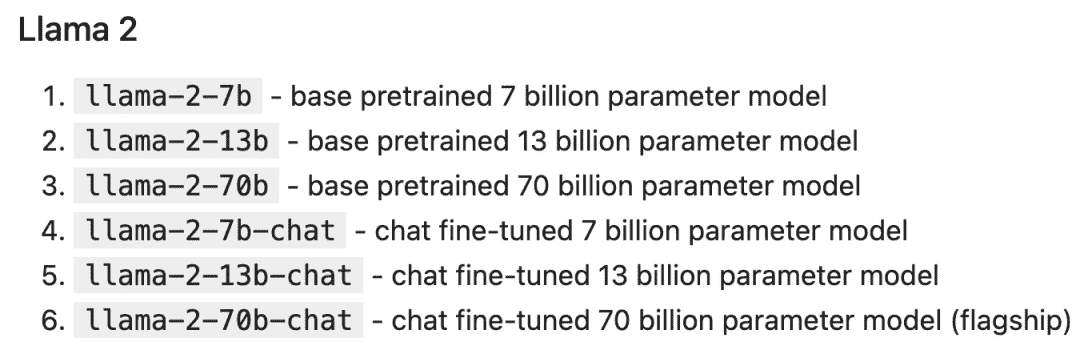 Llama 2
1. llama-2-7b - base pretrained 7 billion parameter model
2. llama-2-13b - base pretrained 13 billion parameter model
3. llama-2-70b - base pretrained 70 billion parameter model
4. llama-2-7b-chat - chat fine-tuned 7 billion parameter model
5. llama-2-13b-chat - chat fine-tuned 13 billion parameter model
6. llama-2-70b-chat - chat fine-tuned 70 billion parameter model (flagship)